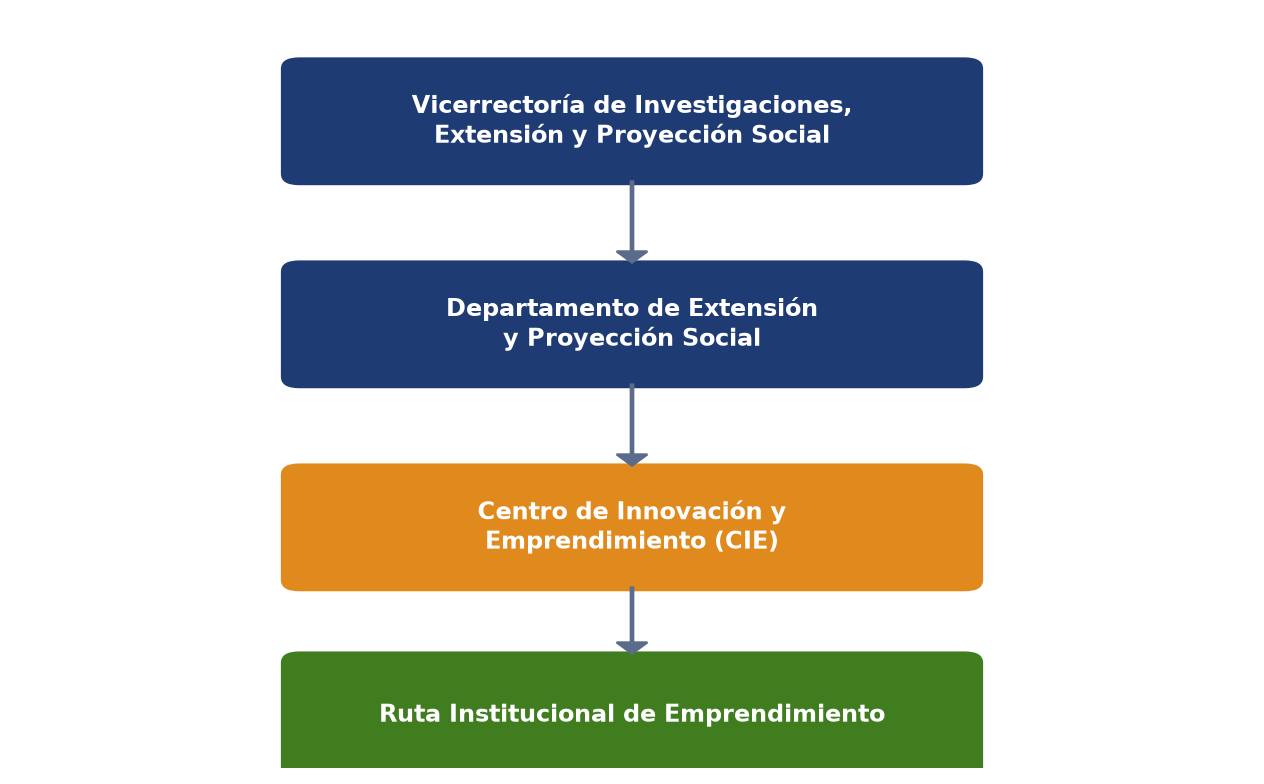 Vicerrectoría de Investigaciones,
Extensión y Proyección Social
Departamento de Extensión
y Proyección Social
Centro de Innovación y
Emprendimiento (CIE)
Ruta Institucional de Emprendimiento